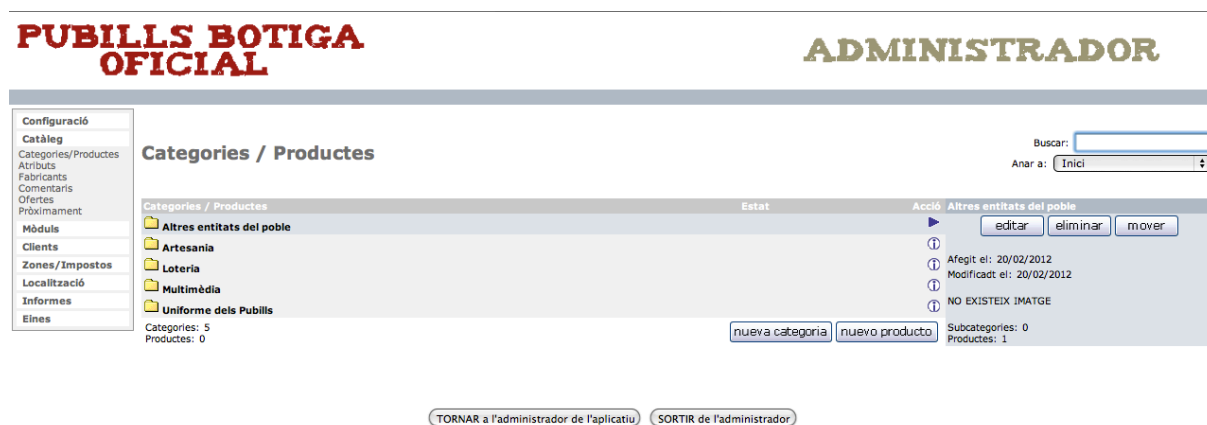 PUBILLS BOTIGA
OFICIAL
ADMINISTRADOR
Configuració
Catàleg
Categories/Productes
Atributs
Fabricants
Comentaris
Ofertes
Pròximament
Mòduls
Clients
Zones/Impostos
Localització
Informes
Eines
Categories / Productes
Buscar:
Anar a: Inici
Categories / Productes Estat Acció
Altres entitats del poble
Artesania
Loteria
Multimèdia
Uniforme dels Pubills
Categories: 5
Productes: 0
nueva categoria nuevo producto
Altres entitats del poble
editar eliminar mover
Afegit el: 20/02/2012
Modificadt el: 20/02/2012
NO EXISTEIX IMATGE
Subcategories: 0
Productes: 1
TORNAR a l'administrador de l'aplicatiu SORTIR de l'administrador